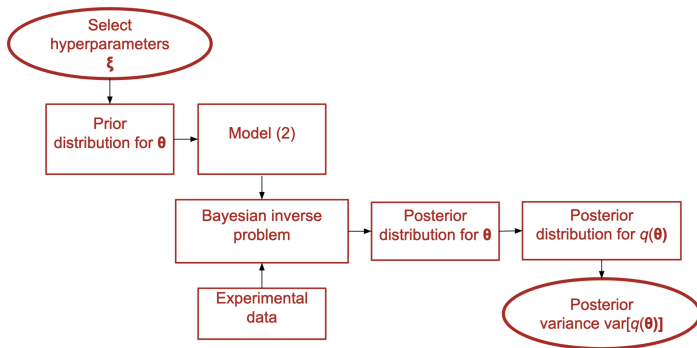 Select
hyperparameters
ξ
Prior
distribution for θ
Model (2)
Bayesian inverse
problem
Posterior
distribution for θ
Posterior
distribution for q(θ)
Experimental
data
Posterior
variance var[q(θ)]